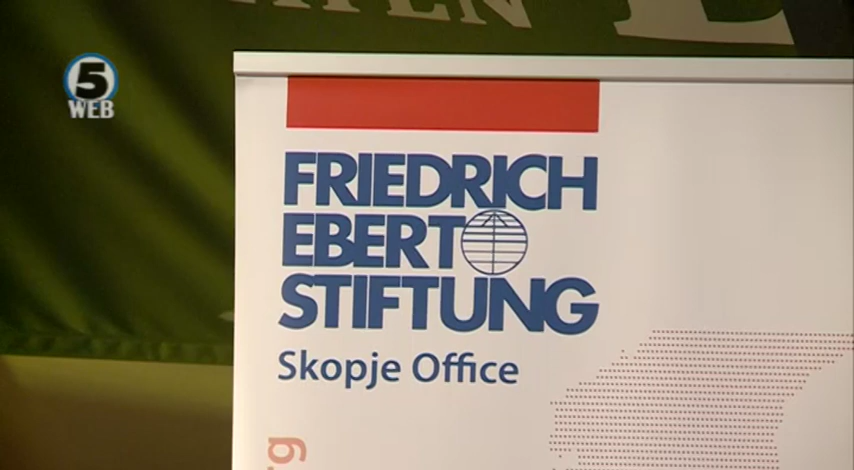 5
WEB
FRIEDRICH
EBERT
STIFTUNG
Skopje Office